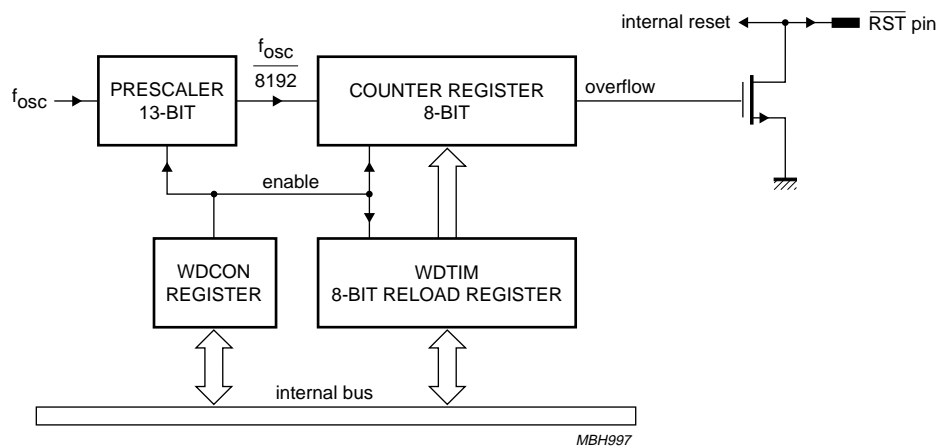 internal reset
RST pin
fosc
8192
fosc
PRESCALER
13-BIT
COUNTER REGISTER
8-BIT
overflow
enable
WDCON
REGISTER
WDTIM
8-BIT RELOAD REGISTER
internal bus
MBH997